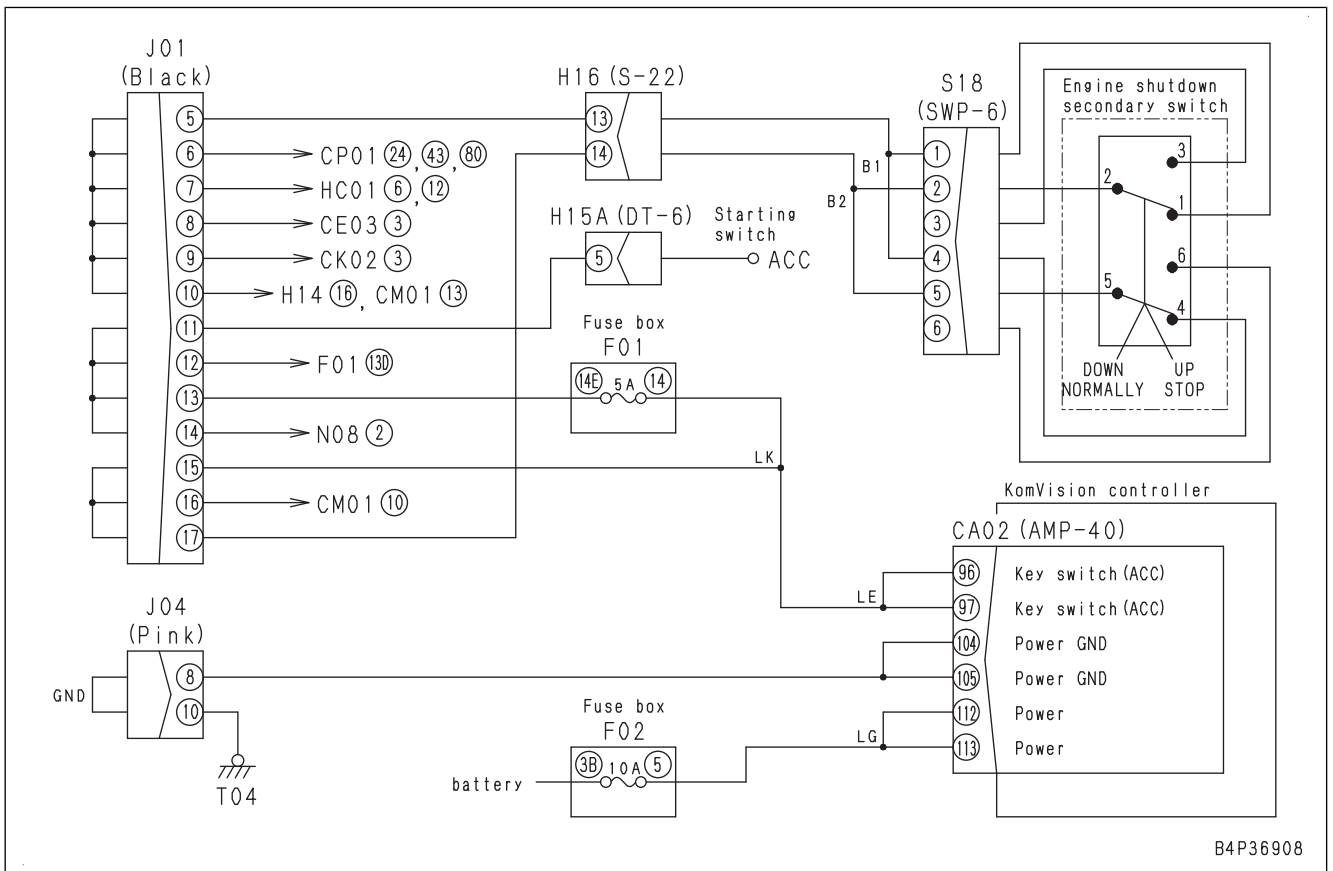 J01
(Black)
5
6 CP01 24, 43, 80
7 HC01 6, 12
8 CE03 3
9 CK02 3
10 H14 16, CM01 13
11
12 F01 13D
13
14 N08 2
15
16 CM01 10
17
H16 (S-22)
13
14
H15A (DT-6)
5
Starting
switch
ACC
Fuse box
F01
14E 5A 14
LK
B1
B2
S18
(SWP-6)
1
2
3
4
5
6
Engine shutdown
secondary switch
3
2
1
6
5
4
DOWN UP
NORMALLY STOP
KomVision controller
CA02 (AMP-40)
LE
96 Key switch(ACC)
97 Key switch(ACC)
104 Power GND
105 Power GND
LG
112 Power
113 Power
J04
(Pink)
GND
8
10
T04
Fuse box
F02
battery 3B 10A 5
B4P36908